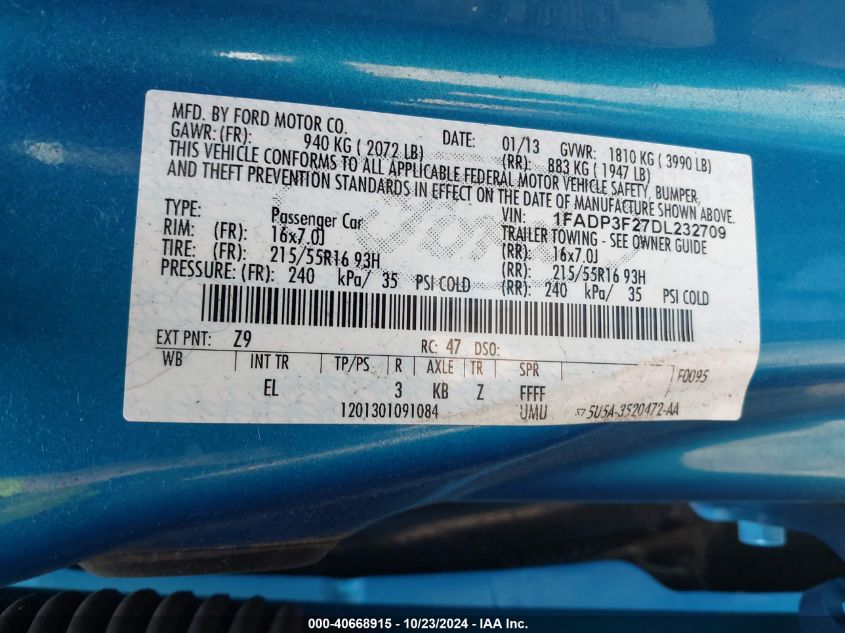 MFD. BY FORD MOTOR CO.
DATE: 01/13 GVWR: 1810 KG ( 3990 LB)
GAWR: (FR): 940 KG ( 2072 LB) (RR): 883 KG ( 1947 LB)
THIS VEHICLE CONFORMS TO ALL APPLICABLE FEDERAL MOTOR VEHICLE SAFETY, BUMPER,
AND THEFT PREVENTION STANDARDS IN EFFECT ON THE DATE OF MANUFACTURE SHOWN ABOVE.
VIN: 1FADP3F27DL232709
TYPE: Passenger Car TRAILER TOWING - SEE OWNER GUIDE
RIM: (FR): 16x7.0J (RR): 16x7.0J
TIRE: (FR): 215/55R16 93H (RR): 215/55R16 93H
PRESSURE: (FR): 240 kPa/ 35 PSI COLD (RR): 240 kPa/ 35 PSI COLD
EXT PNT: Z9 RC: 47 DSO:
WB INT TR TP/PS R AXLE TR SPR F0095
EL 3 KB Z FFFF
1201301091084 UMU 5U5A-3520472-AA
000-40668915 - 10/23/2024 - IAA Inc.